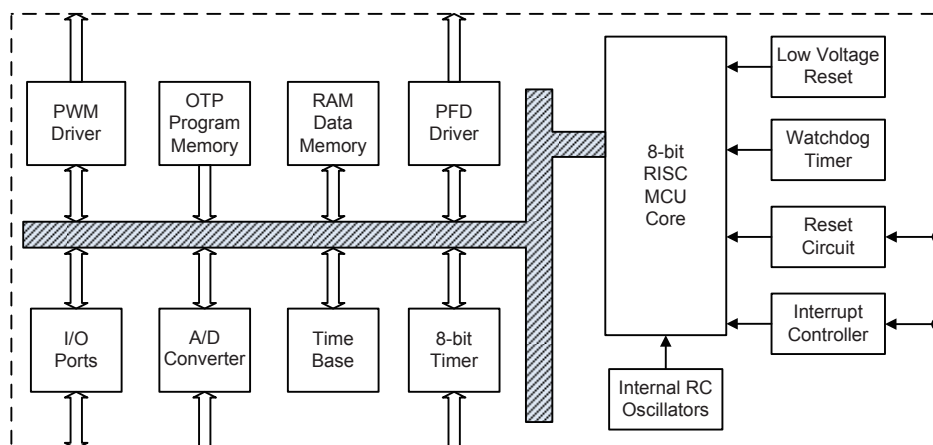 PWM
Driver
OTP
Program
Memory
RAM
Data
Memory
PFD
Driver
8-bit
RISC
MCU
Core
Low Voltage
Reset
Watchdog
Timer
Reset
Circuit
Interrupt
Controller
I/O
Ports
A/D
Converter
Time
Base
8-bit
Timer
Internal RC
Oscillators